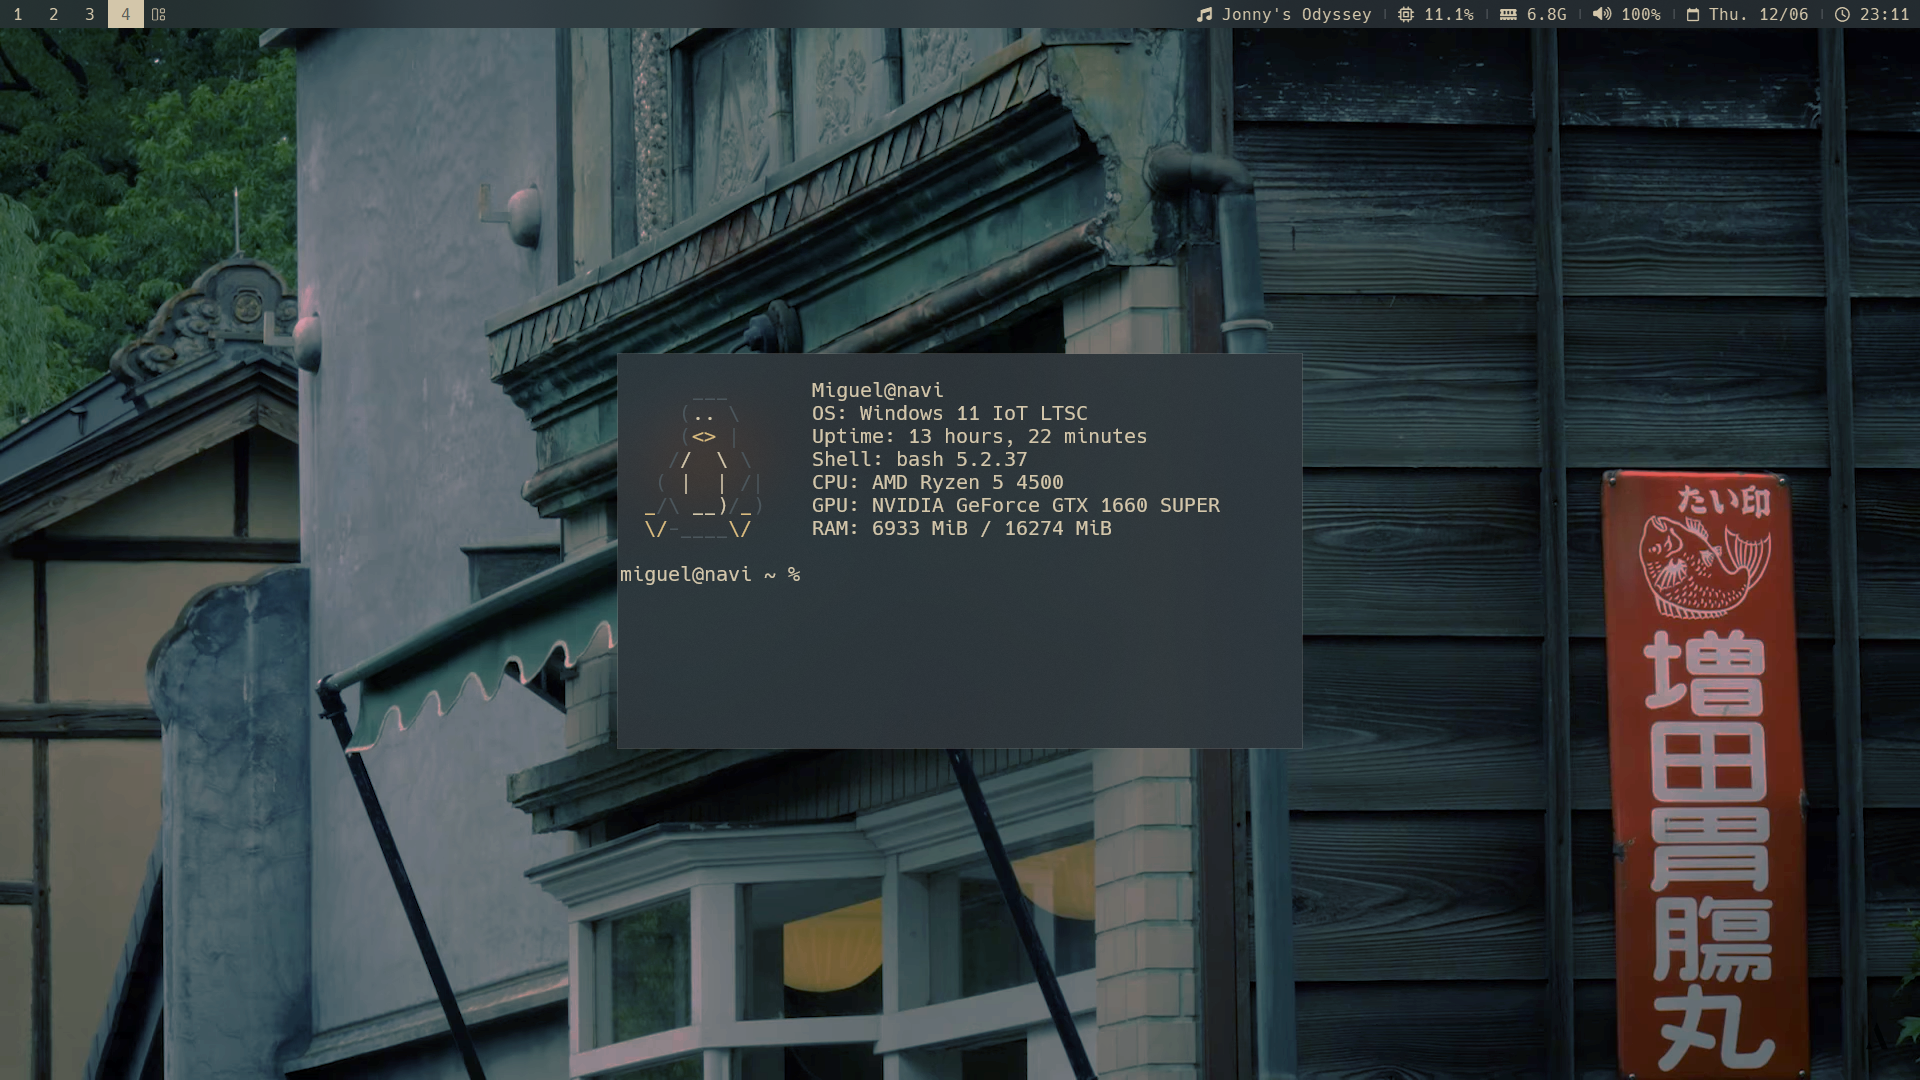 1 2 3 4 Jonny's Odyssey 11.1% 6.8G 100% Thu. 12/06 23:11
Miguel@navi
OS: Windows 11 IoT LTSC
Uptime: 13 hours, 22 minutes
Shell: bash 5.2.37
CPU: AMD Ryzen 5 4500
GPU: NVIDIA GeForce GTX 1660 SUPER
RAM: 6933 MiB / 16274 MiB
miguel@navi ~ %
たい印
増田胃腸丸